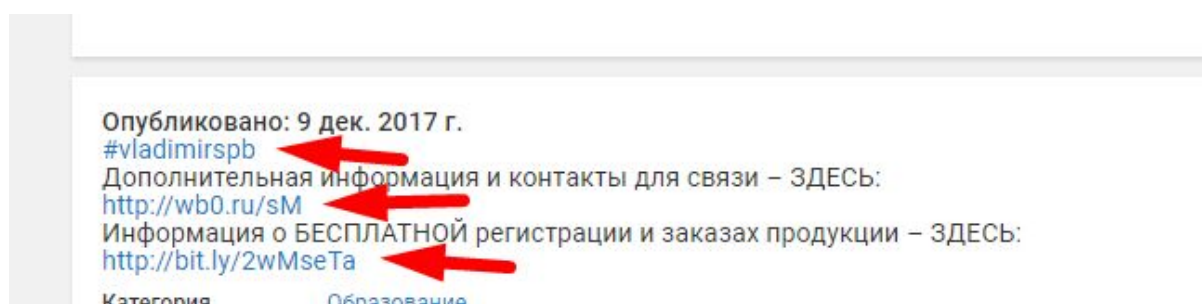 Опубликовано: 9 дек. 2017 г.
#vladimirspb
Дополнительная информация и контакты для связи – ЗДЕСЬ:
http://wb0.ru/sM
Информация о БЕСПЛАТНОЙ регистрации и заказах продукции – ЗДЕСЬ:
http://bit.ly/2wMseTa
Категория Образование